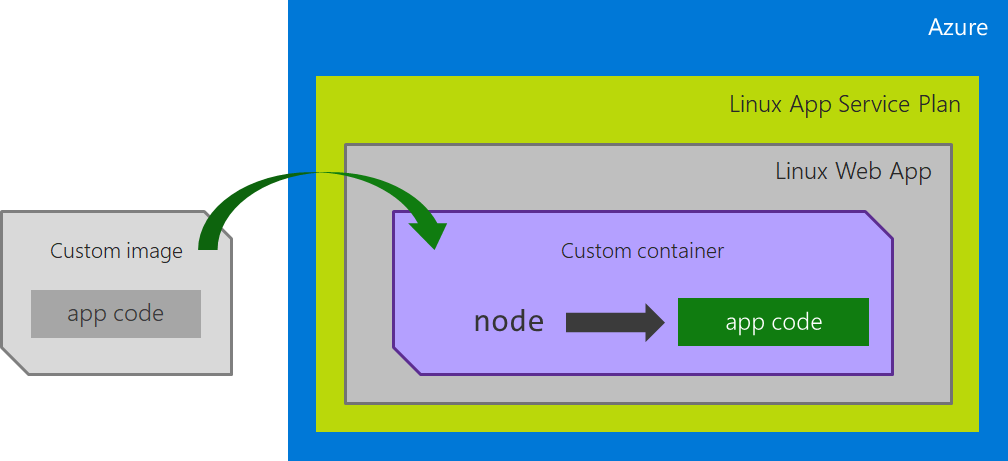 Azure
Linux App Service Plan
Linux Web App
Custom image
app code
Custom container
node
app code